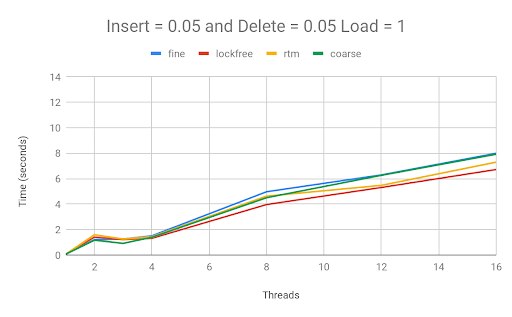 Insert = 0.05 and Delete = 0.05 Load = 1
fine lockfree rtm coarse
14
12
10
8
6
4
2
0
Time (seconds)
2 4 6 8 10 12 14 16
Threads